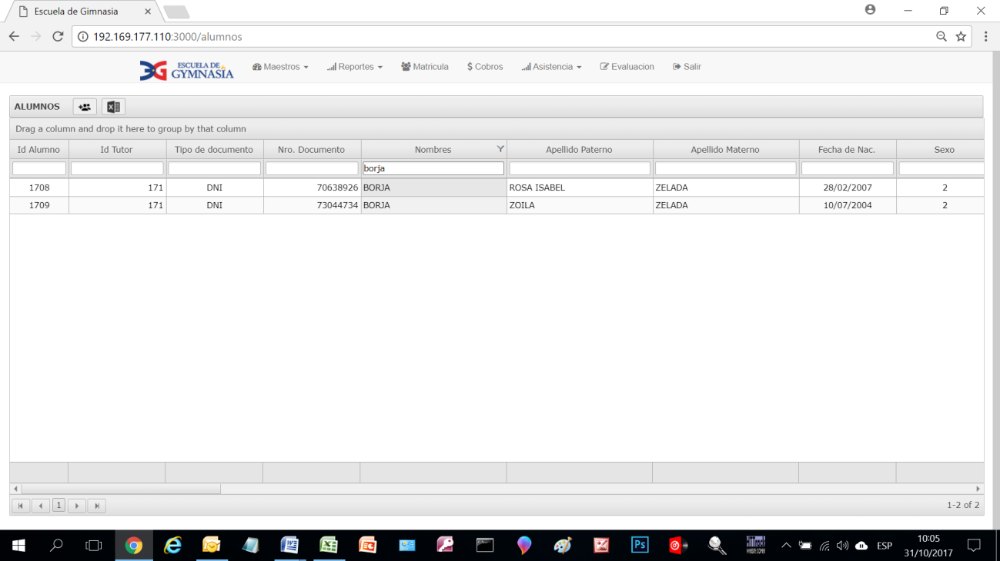 Escuela de Gimnasia
192.169.177.110:3000/alumnos
ESCUELA DE GYMNASIA
Maestros Reportes Matricula $ Cobros Asistencia Evaluacion Salir
ALUMNOS
Drag a column and drop it here to group by that column
Id Alumno Id Tutor Tipo de documento Nro. Documento Nombres Apellido Paterno Apellido Materno Fecha de Nac. Sexo
borja
1708 171 DNI 70638926 BORJA ROSA ISABEL ZELADA 28/02/2007 2
1709 171 DNI 73044734 BORJA ZOILA ZELADA 10/07/2004 2
1 1-2 of 2
Ps ESP 10:05
31/10/2017